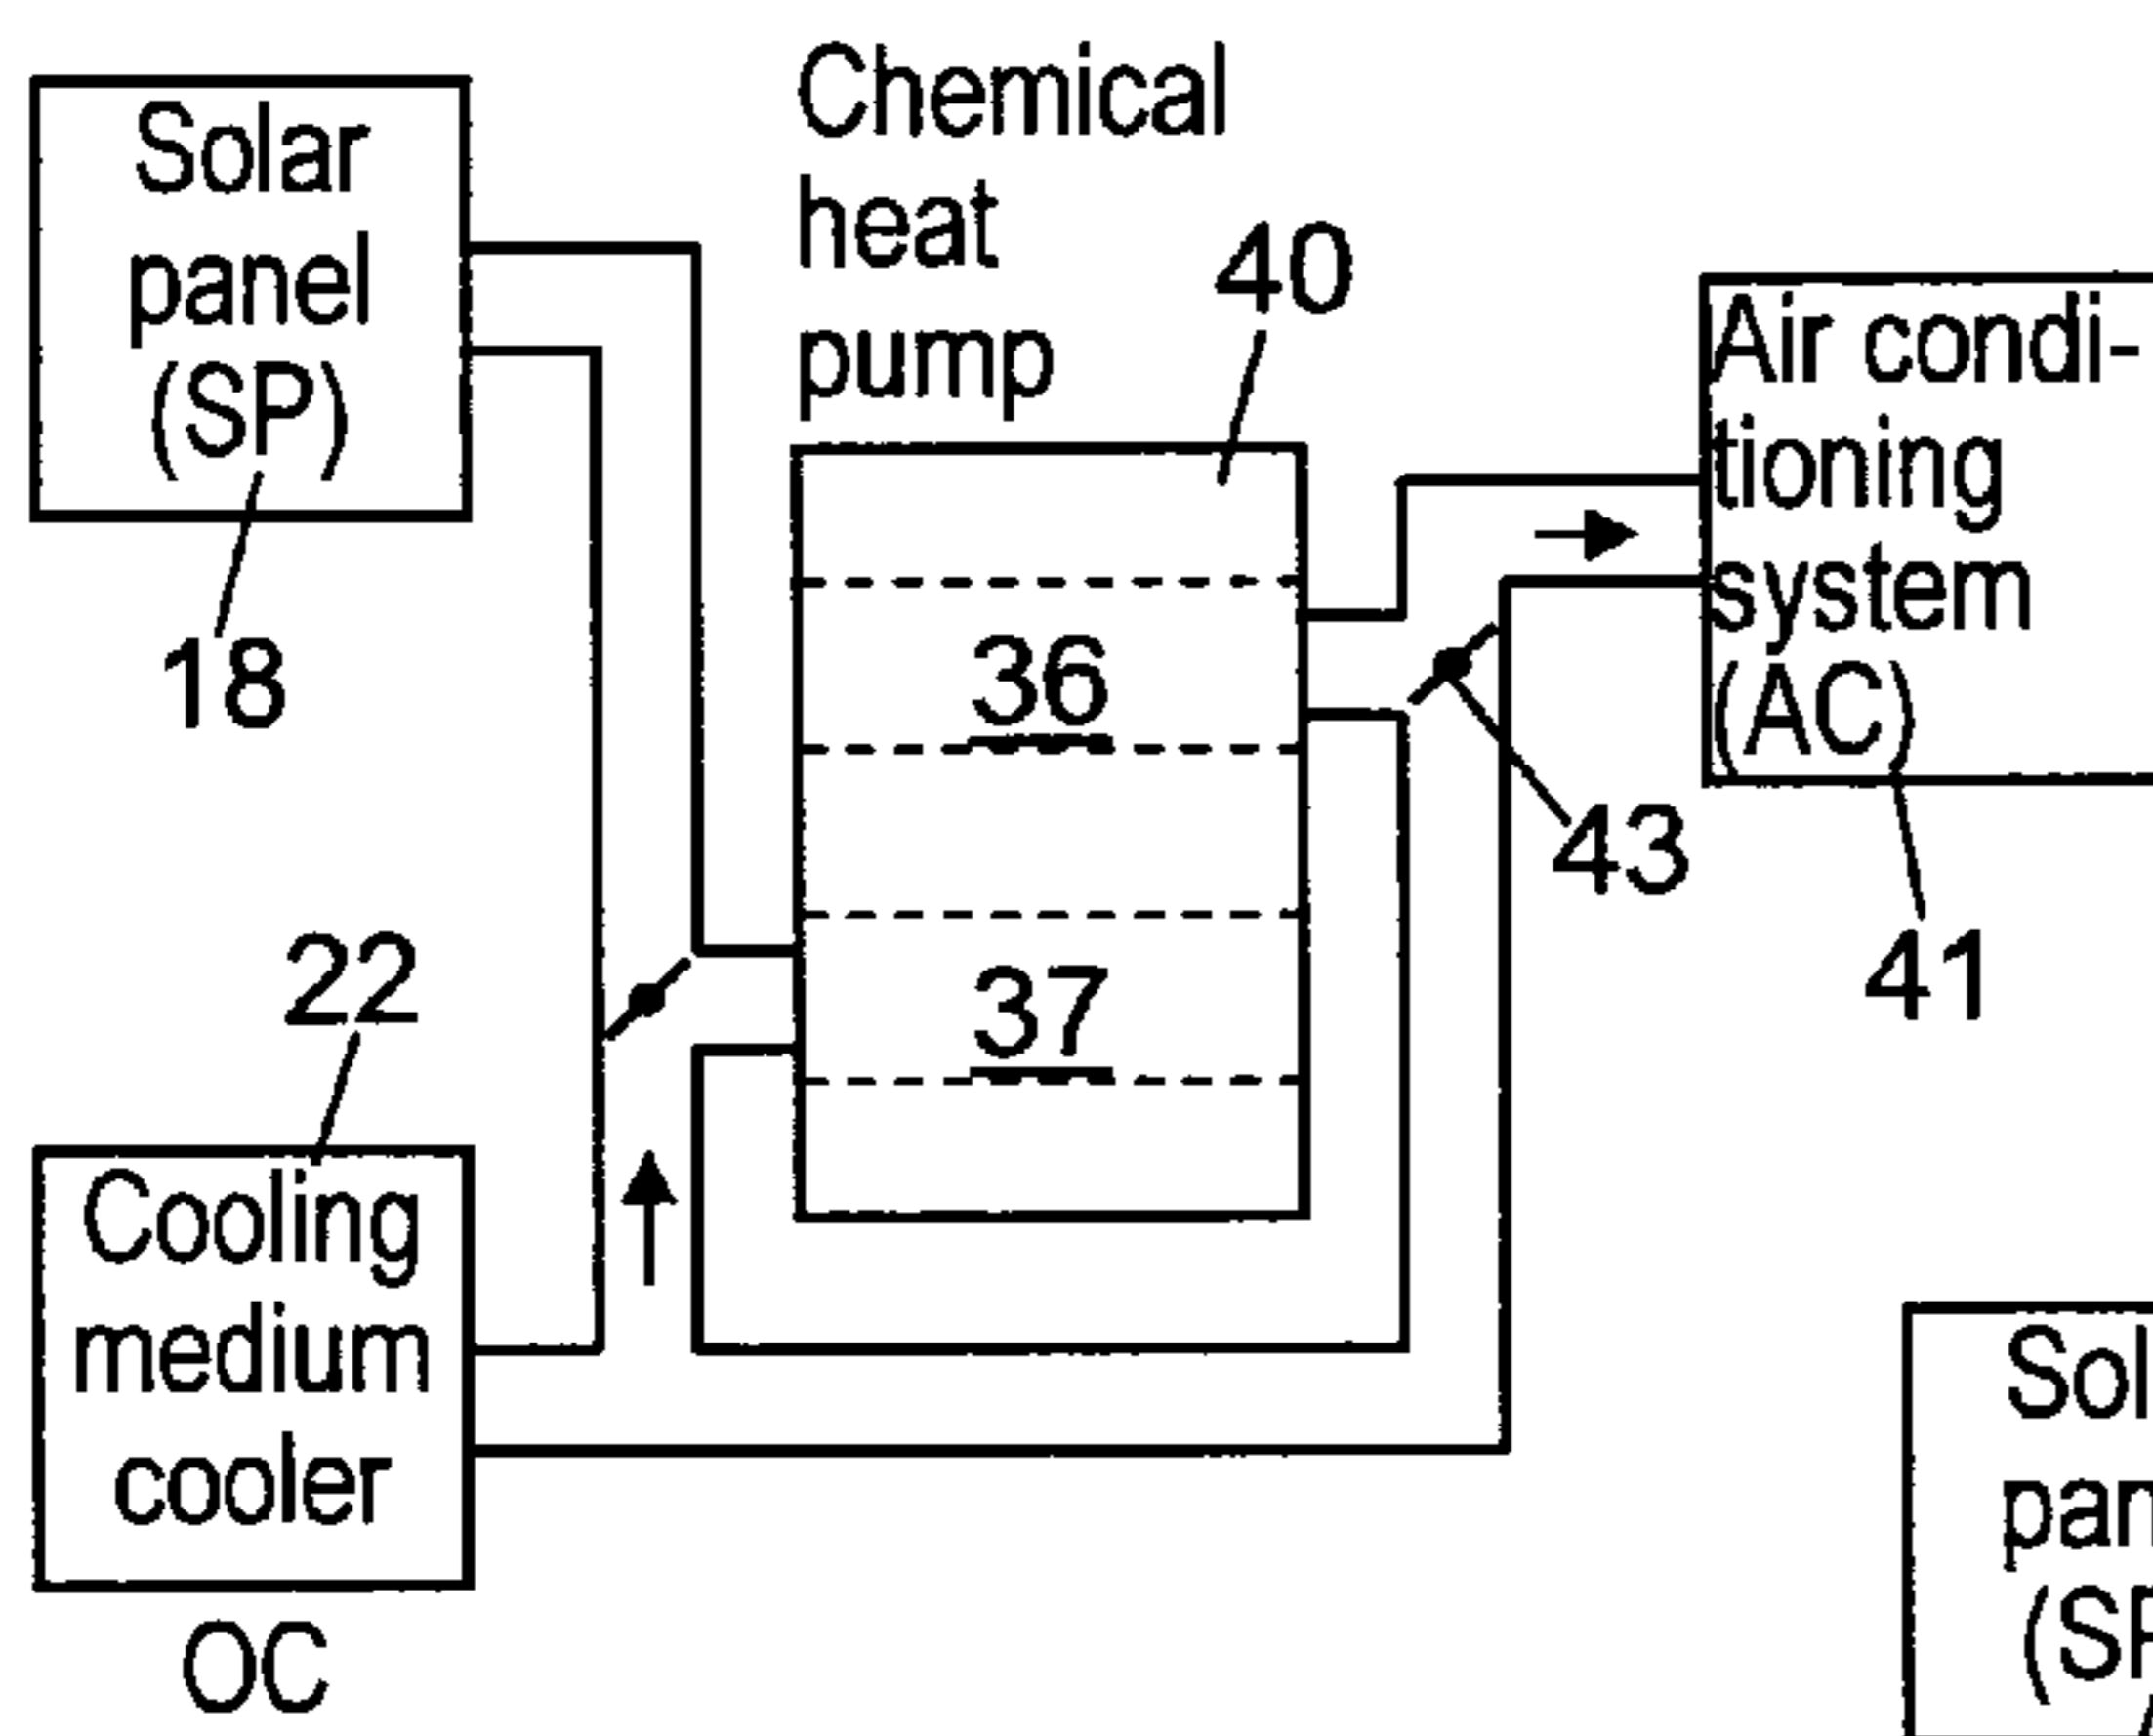 Solar
panel
(SP)
18
Chemical
heat
pump
40
36
37
Air condi-
tioning
system
(AC)
43
41
22
Cooling
medium
cooler
OC